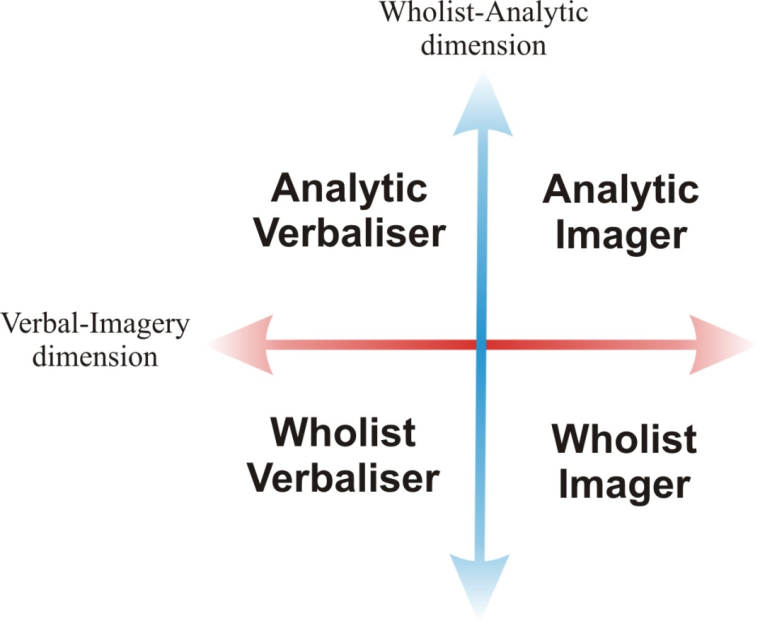 Wholist-Analytic
dimension
Analytic
Verbaliser
Analytic
Imager
Verbal-Imagery
dimension
Wholist
Verbaliser
Wholist
Imager